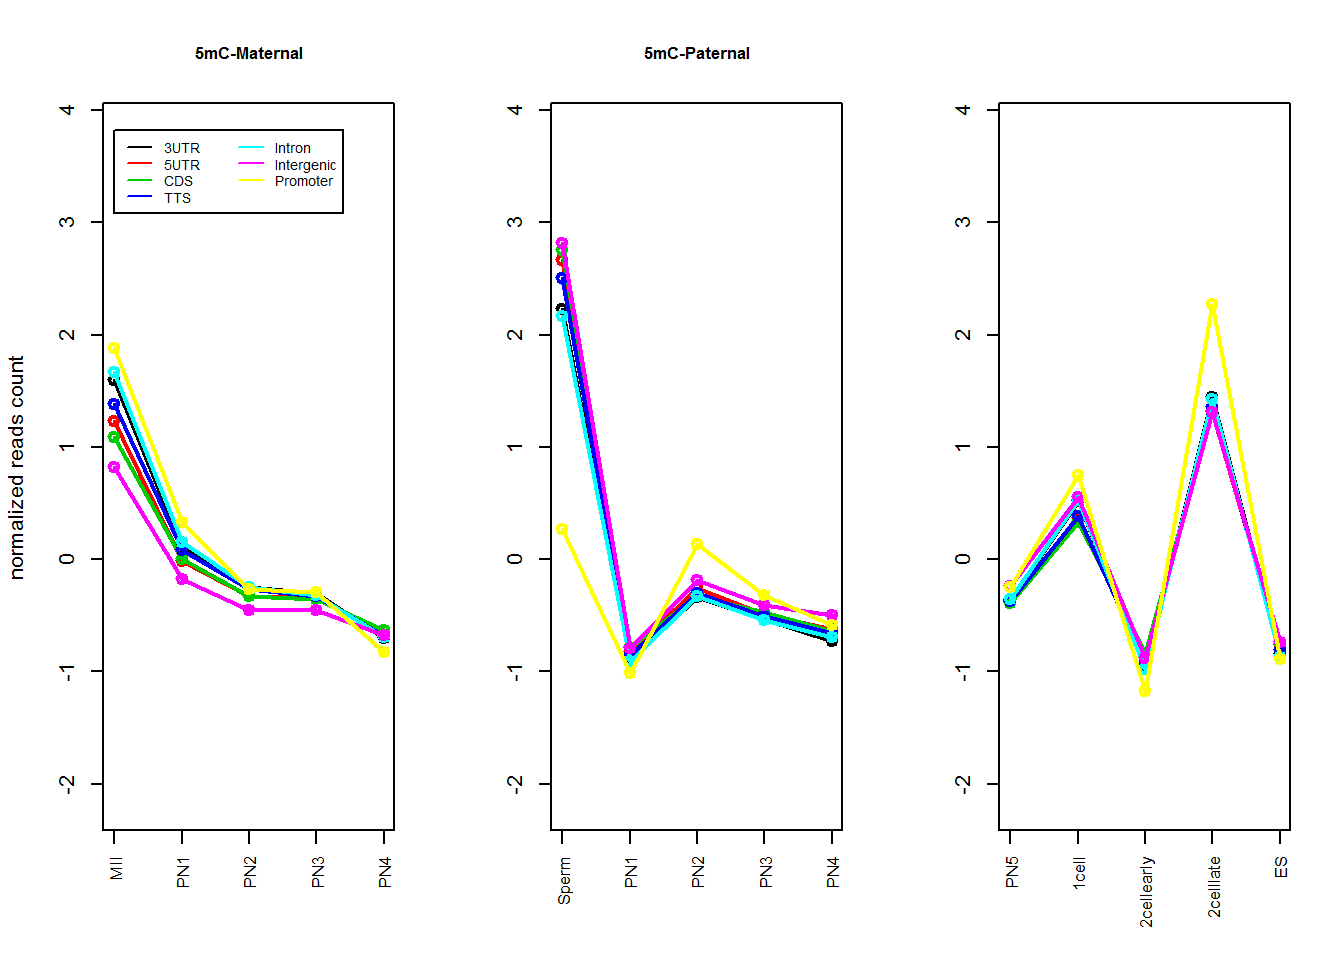 5mC-Maternal
5mC-Paternal
normalized reads count
4
3
2
1
0
-1
-2
3UTR
5UTR
CDS
TTS
Intron
Intergenic
Promoter
MII
PN1
PN2
PN3
PN4
4
3
2
1
0
-1
-2
Sperm
PN1
PN2
PN3
PN4
4
3
2
1
0
-1
-2
PN5
1cell
2cellearly
2celllate
ES